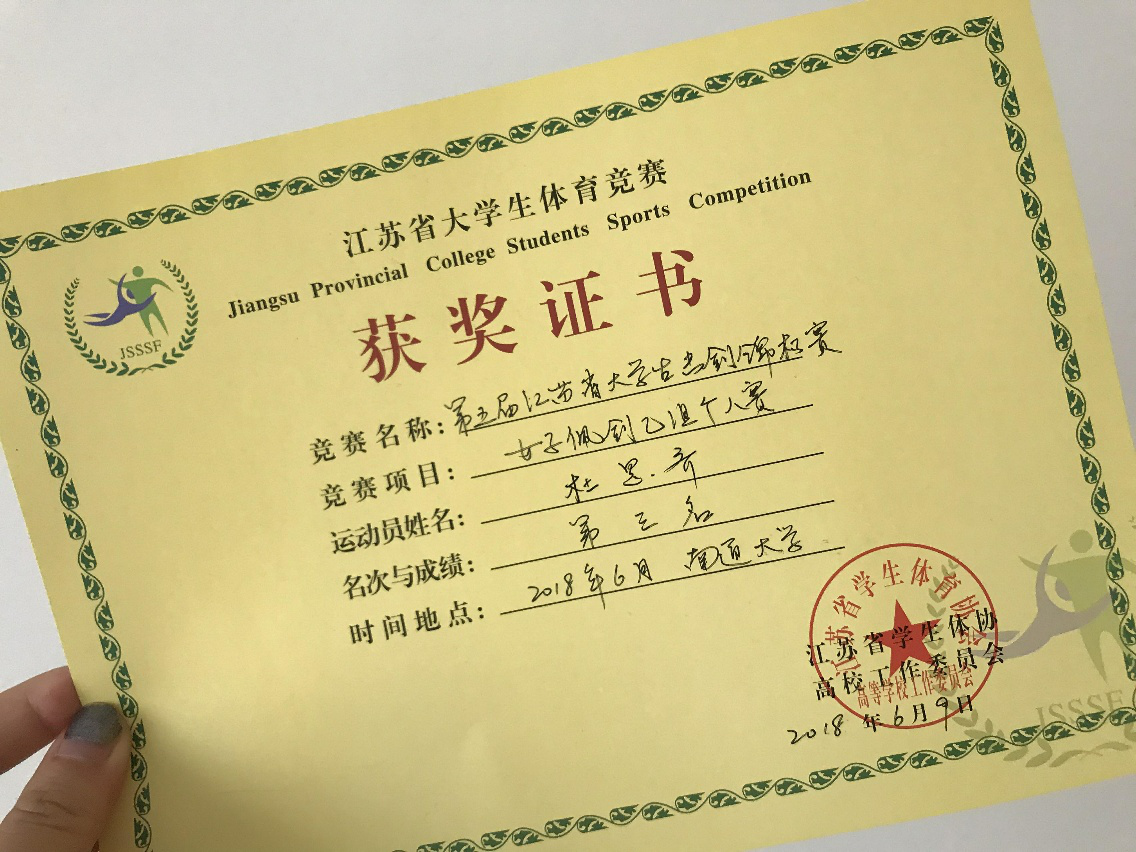 江苏省大学生体育竞赛
Jiangsu Provincial College Students Sports Competition
JSSSF
获奖证书
竞赛名称:第五届江苏省大学生击剑锦标赛
竞赛项目:女子佩剑乙组个人赛
运动员姓名:杜思齐
名次与成绩:第三名
时间地点:2018年6月 南通大学
江苏省学生体育协会
江苏省学生体协
高校工作委员会
高等学校工作委员会
2018年6月9日
JSSSF